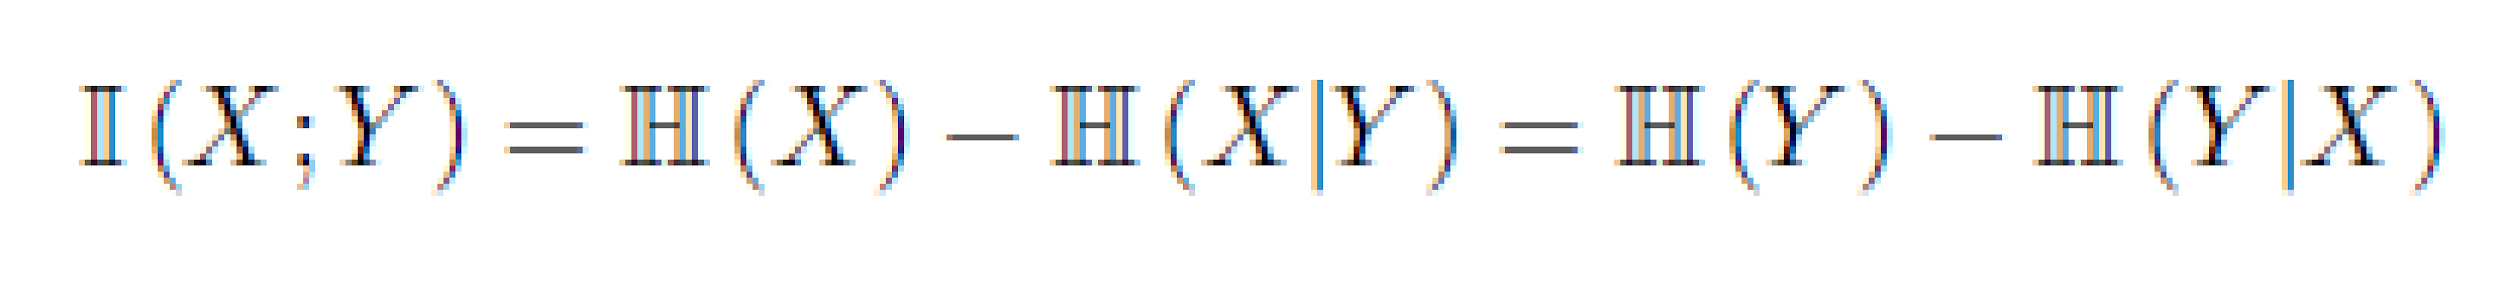 𝕀(X;Y) = ℍ(X) − ℍ(X|Y) = ℍ(Y) − ℍ(Y|X)